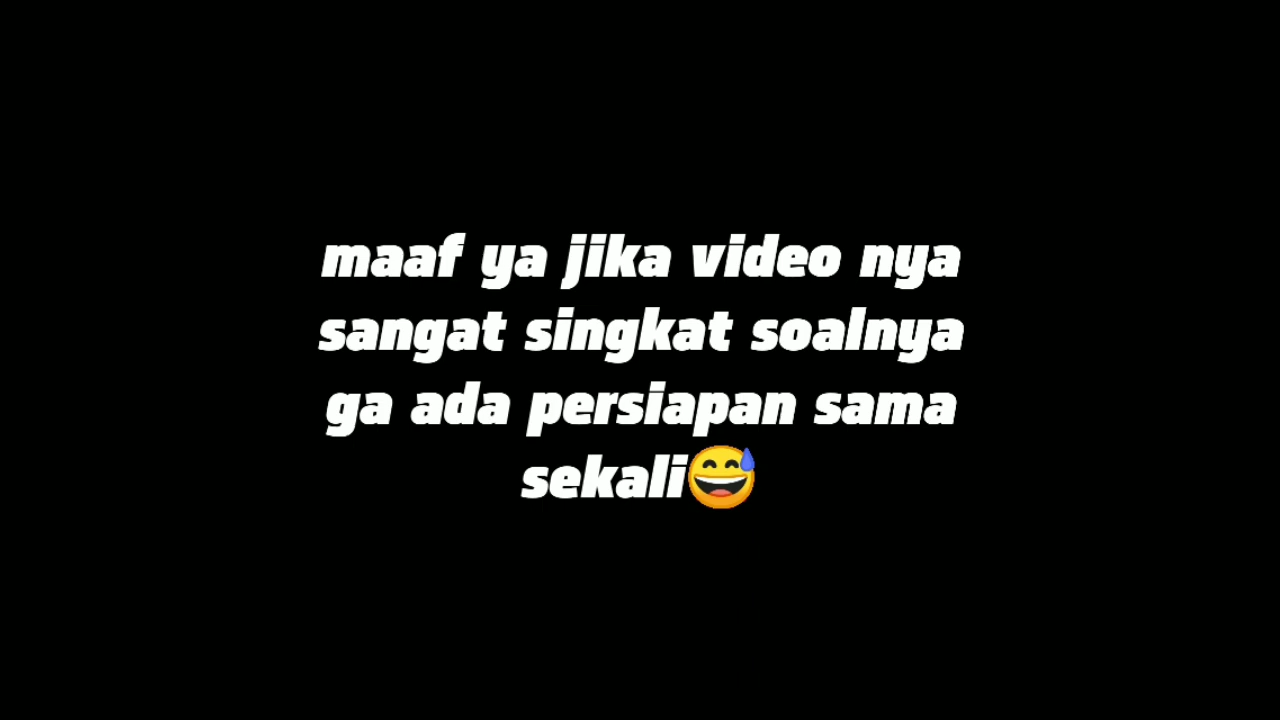 maaf ya jika video nya
sangat singkat soalnya
ga ada persiapan sama
sekali😅